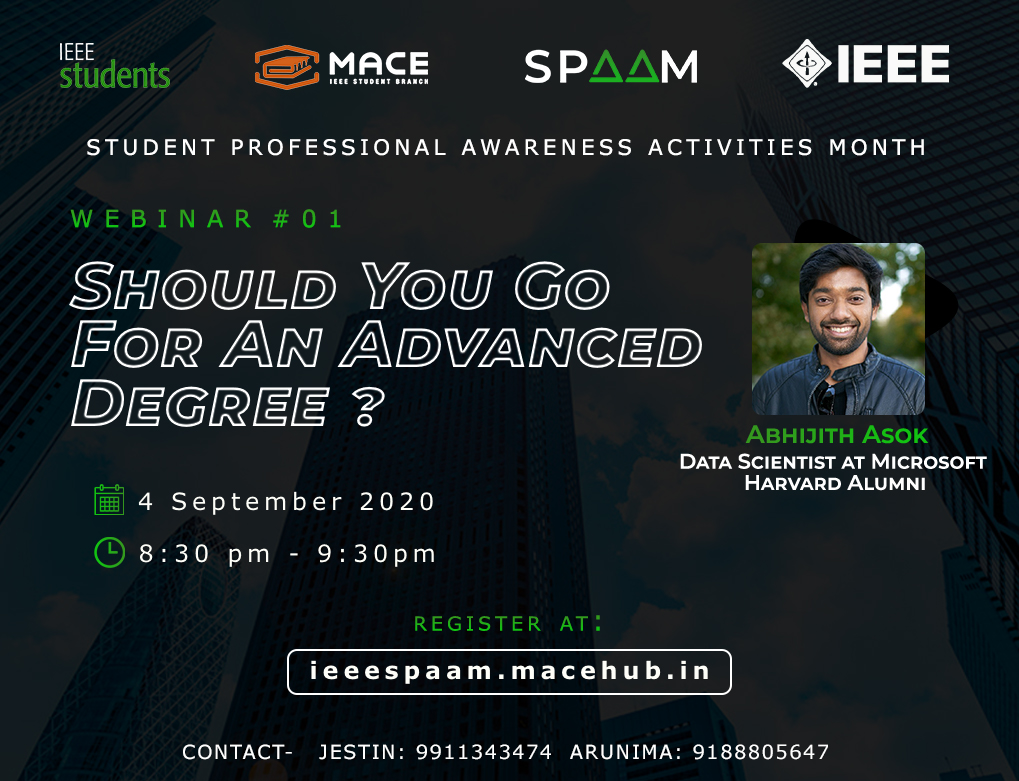 IEEE
students
MACE
IEEE STUDENT BRANCH
SPAAM
IEEE
STUDENT PROFESSIONAL AWARENESS ACTIVITIES MONTH
WEBINAR #01
SHOULD YOU GO
FOR AN ADVANCED
DEGREE ?
ABHIJITH ASOK
DATA SCIENTIST AT MICROSOFT
HARVARD ALUMNI
4 September 2020
8:30 pm - 9:30pm
REGISTER AT:
ieeespaam.macehub.in
CONTACT- JESTIN: 9911343474 ARUNIMA: 9188805647